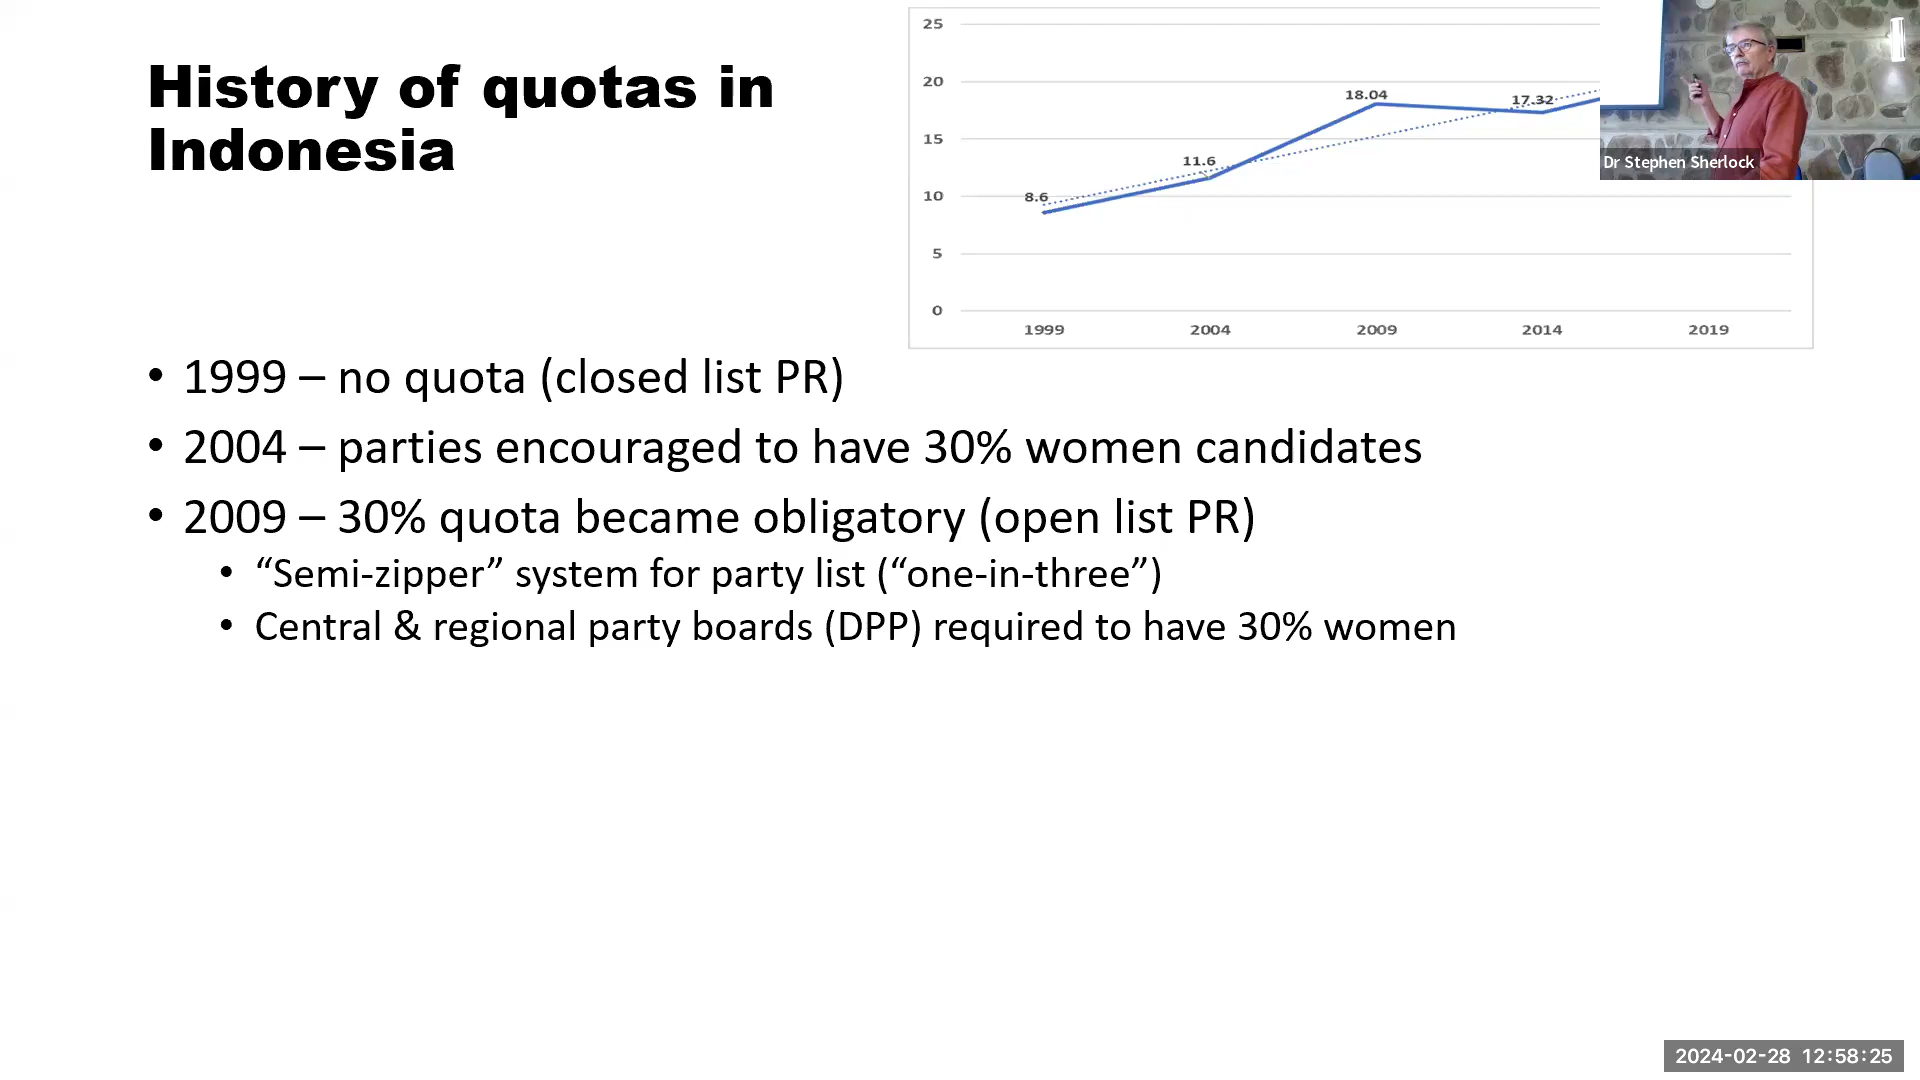 History of quotas in
Indonesia
25
20
15
10
5
0
8.6
11.6
18.04
17.32
1999
2004
2009
2014
2019
Dr Stephen Sherlock
• 1999 – no quota (closed list PR)
• 2004 – parties encouraged to have 30% women candidates
• 2009 – 30% quota became obligatory (open list PR)
• “Semi-zipper” system for party list (“one-in-three”)
• Central & regional party boards (DPP) required to have 30% women
2024-02-28 12:58:25